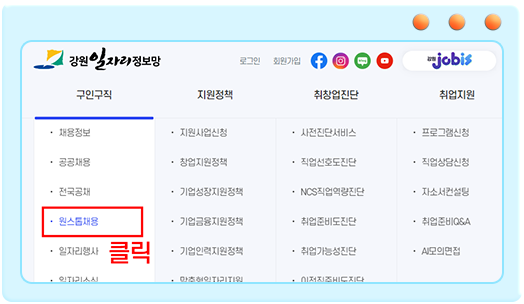 강원일자리정보망 로그인 회원가입 강원 jobis
구인구직 지원정책 취창업진단 취업지원
· 채용정보 · 지원사업신청 · 사전진단서비스 · 프로그램신청
· 공공채용 · 창업지원정책 · 직업선호도진단 · 직업상담신청
· 전국공채 · 기업성장지원정책 · NCS직업역량진단 · 자소서컨설팅
· 원스톱채용 · 기업금융지원정책 · 취업준비도진단 · 취업준비Q&A
· 일자리행사 클릭 · 기업인력지원정책 · 취업가능성진단 · AI모의면접
· 일자리소식 · 맞춤형일자리지원 · 이전직준비도진단